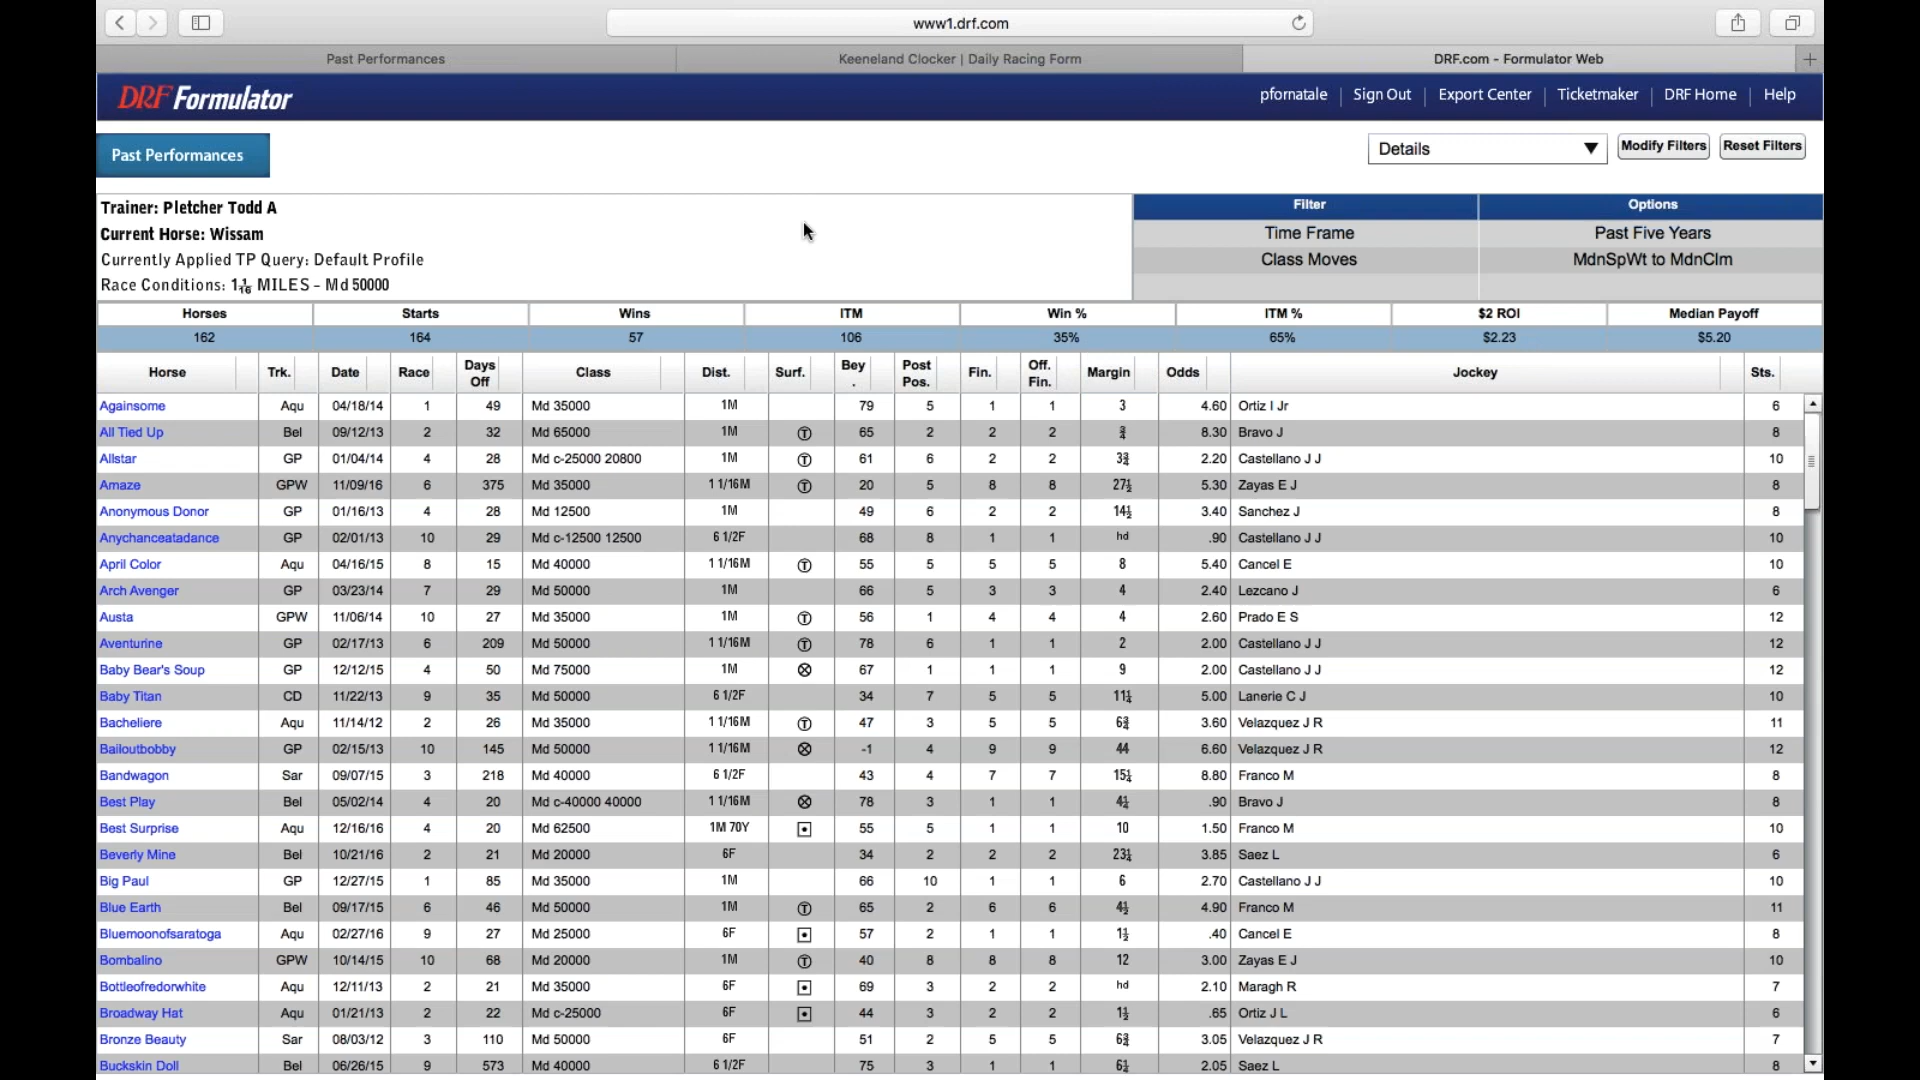 www1.drf.com
Past Performances
Keeneland Clocker | Daily Racing Form
DRF.com - Formulator Web
DRF Formulator
pfornatale | Sign Out | Export Center | Ticketmaker | DRF Home | Help
Past Performances
Details
Modify Filters
Reset Filters
Trainer: Pletcher Todd A
Current Horse: Wissam
Currently Applied TP Query: Default Profile
Race Conditions: 1 1/16 MILES - Md 50000
Filter Options
Time Frame Past Five Years
Class Moves MdnSpWt to MdnClm
Horses Starts Wins ITM Win % ITM % $2 ROI Median Payoff
162 164 57 106 35% 65% $2.23 $5.20
Horse Trk. Date Race Days Off Class Dist. Surf. Bey. Post Pos. Fin. Off. Fin. Margin Odds Jockey Sts.
Againsome Aqu 04/18/14 1 49 Md 35000 1M 79 5 1 1 3 4.60 Ortiz I Jr 6
All Tied Up Bel 09/12/13 2 32 Md 65000 1M Ⓣ 65 2 2 2 ¾ 8.30 Bravo J 8
Allstar GP 01/04/14 4 28 Md c-25000 20800 1M Ⓣ 61 6 2 2 3¾ 2.20 Castellano J J 10
Amaze GPW 11/09/16 6 375 Md 35000 1 1/16M Ⓣ 20 5 8 8 27½ 5.30 Zayas E J 8
Anonymous Donor GP 01/16/13 4 28 Md 12500 1M 49 6 2 2 14½ 3.40 Sanchez J 8
Anychanceatadance GP 02/01/13 10 29 Md c-12500 12500 6 1/2F 68 8 1 1 hd .90 Castellano J J 10
April Color Aqu 04/16/15 8 15 Md 40000 1 1/16M Ⓣ 55 5 5 5 8 5.40 Cancel E 10
Arch Avenger GP 03/23/14 7 29 Md 50000 1M 66 5 3 3 4 2.40 Lezcano J 6
Austa GPW 11/06/14 10 27 Md 35000 1M Ⓣ 56 1 4 4 4 2.60 Prado E S 12
Aventurine GP 02/17/13 6 209 Md 50000 1 1/16M Ⓣ 78 6 1 1 2 2.00 Castellano J J 12
Baby Bear's Soup GP 12/12/15 4 50 Md 75000 1M ⊗ 67 1 1 1 9 2.00 Castellano J J 12
Baby Titan CD 11/22/13 9 35 Md 50000 6 1/2F 34 7 5 5 11¼ 5.00 Lanerie C J 10
Bacheliere Aqu 11/14/12 2 26 Md 35000 1 1/16M Ⓣ 47 3 5 5 6¾ 3.60 Velazquez J R 11
Bailoutbobby GP 02/15/13 10 145 Md 50000 1 1/16M ⊗ -1 4 9 9 44 6.60 Velazquez J R 12
Bandwagon Sar 09/07/15 3 218 Md 40000 6 1/2F 43 4 7 7 15¼ 8.80 Franco M 8
Best Play Bel 05/02/14 4 20 Md c-40000 40000 1 1/16M ⊗ 78 3 1 1 4¼ .90 Bravo J 8
Best Surprise Aqu 12/16/16 4 20 Md 62500 1M 70Y ⊡ 55 5 1 1 10 1.50 Franco M 10
Beverly Mine Bel 10/21/16 2 21 Md 20000 6F 34 2 2 2 23¼ 3.85 Saez L 6
Big Paul GP 12/27/15 1 85 Md 35000 1M 66 10 1 1 6 2.70 Castellano J J 10
Blue Earth Bel 09/17/15 6 46 Md 50000 1M Ⓣ 65 2 6 6 4½ 4.90 Franco M 11
Bluemoonofsaratoga Aqu 02/27/16 9 27 Md 25000 6F ⊡ 57 2 1 1 1½ .40 Cancel E 8
Bombalino GPW 10/14/15 10 68 Md 20000 1M Ⓣ 40 8 8 8 12 3.00 Zayas E J 10
Bottleofredorwhite Aqu 12/11/13 2 21 Md 35000 6F ⊡ 69 3 2 2 hd 2.10 Maragh R 7
Broadway Hat Aqu 01/21/13 2 22 Md c-25000 6F ⊡ 44 3 2 2 1½ .65 Ortiz J L 6
Bronze Beauty Sar 08/03/12 3 110 Md 50000 6F 51 2 5 5 6¾ 3.05 Velazquez J R 7
Buckskin Doll Bel 06/26/15 9 573 Md 40000 6 1/2F 75 3 1 1 6¼ 2.05 Saez L 8